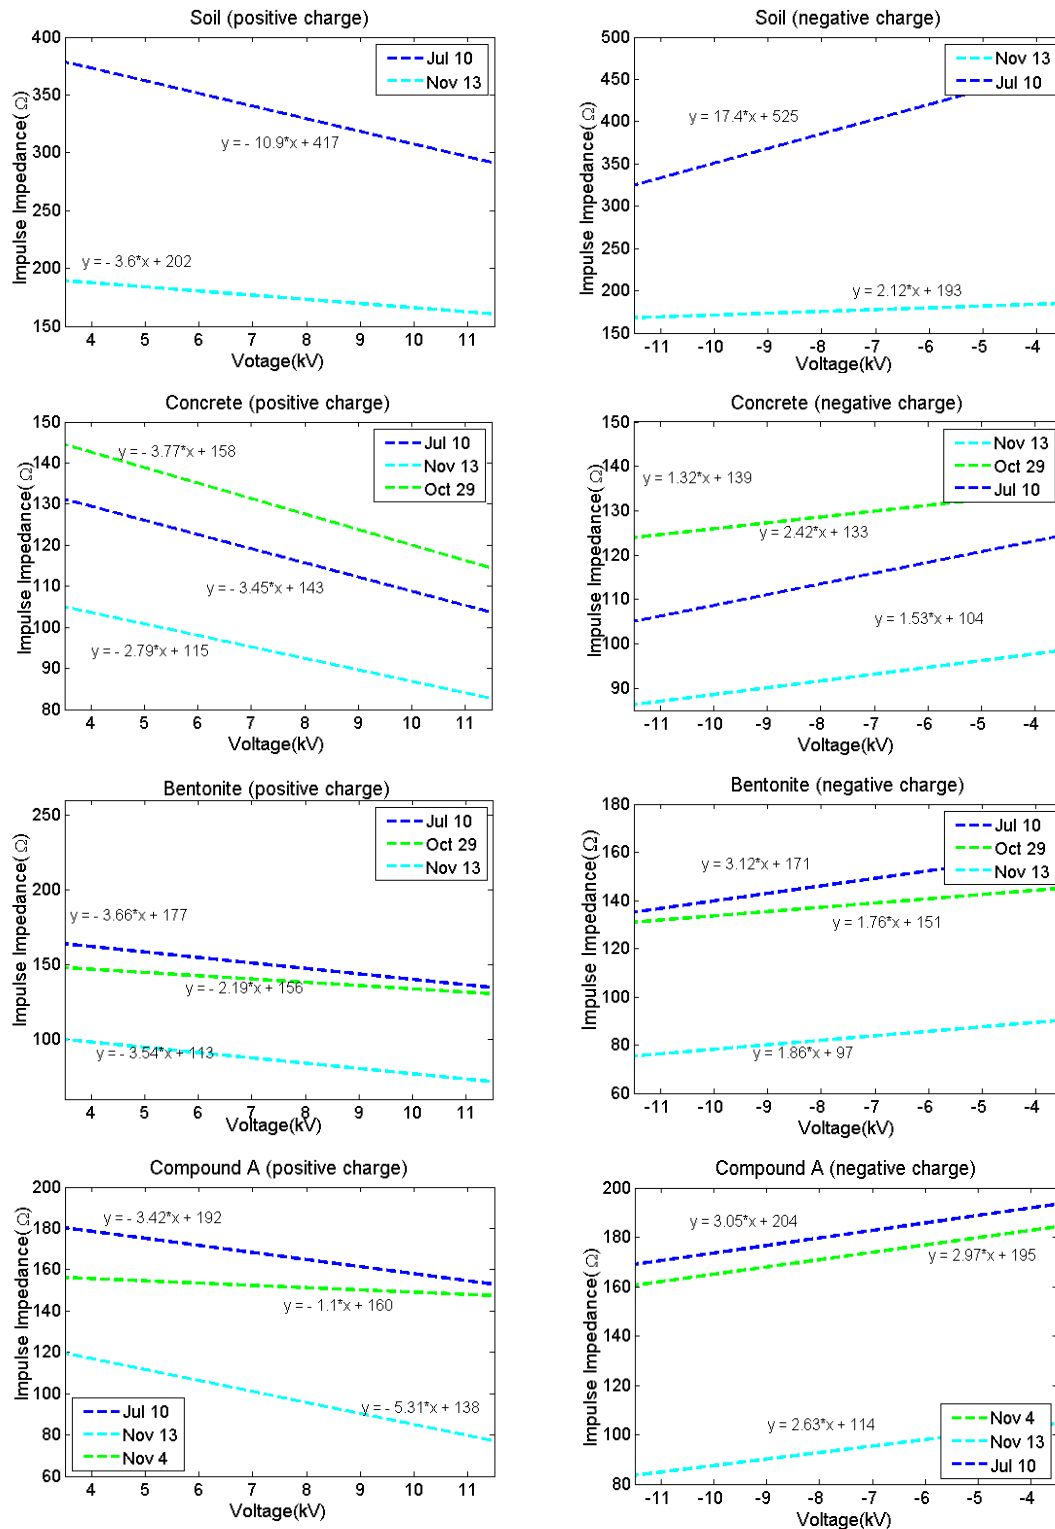 Soil (positive charge)
400
350
300
250
200
150
Impulse Impedance( Ω)
Jul 10
Nov 13
y = - 10.9*x + 417
y = - 3.6*x + 202
4 5 6 7 8 9 10 11
Votage(kV)
Soil (negative charge)
500
450
400
350
300
250
200
150
Impulse Impedance( Ω)
Nov 13
Jul 10
y = 17.4*x + 525
y = 2.12*x + 193
-11 -10 -9 -8 -7 -6 -5 -4
Voltage(kV)
Concrete (positive charge)
150
140
130
120
110
100
90
80
Impulse Impedance( Ω)
Jul 10
Nov 13
Oct 29
y = - 3.77*x + 158
y = - 3.45*x + 143
y = - 2.79*x + 115
4 5 6 7 8 9 10 11
Voltage(kV)
Concrete (negative charge)
150
140
130
120
110
100
90
Impulse Impedance (Ω)
Nov 13
Oct 29
Jul 10
y = 1.32*x + 139
y = 2.42*x + 133
y = 1.53*x + 104
-11 -10 -9 -8 -7 -6 -5 -4
Voltage(kV)
Bentonite (positive charge)
250
200
150
100
Impulse Impedance( Ω)
Jul 10
Oct 29
Nov 13
y = - 3.66*x + 177
y = - 2.19*x + 156
y = - 3.54*x + 113
4 5 6 7 8 9 10 11
Voltage(kV)
Bentonite (negative charge)
180
160
140
120
100
80
60
Impulse Impedance(Ω)
Jul 10
Oct 29
Nov 13
y = 3.12*x + 171
y = 1.76*x + 151
y = 1.86*x + 97
-11 -10 -9 -8 -7 -6 -5 -4
Voltage(kV)
Compound A (positive charge)
200
180
160
140
120
100
80
60
Impulse Impedance( Ω)
y = - 3.42*x + 192
y = - 1.1*x + 160
y = - 5.31*x + 138
Jul 10
Nov 13
Nov 4
4 5 6 7 8 9 10 11
Voltage(kV)
Compound A (negative charge)
200
180
160
140
120
100
80
Impulse Impedance (Ω)
y = 3.05*x + 204
y = 2.97*x + 195
y = 2.63*x + 114
Nov 4
Nov 13
Jul 10
-11 -10 -9 -8 -7 -6 -5 -4
Voltage(kV)